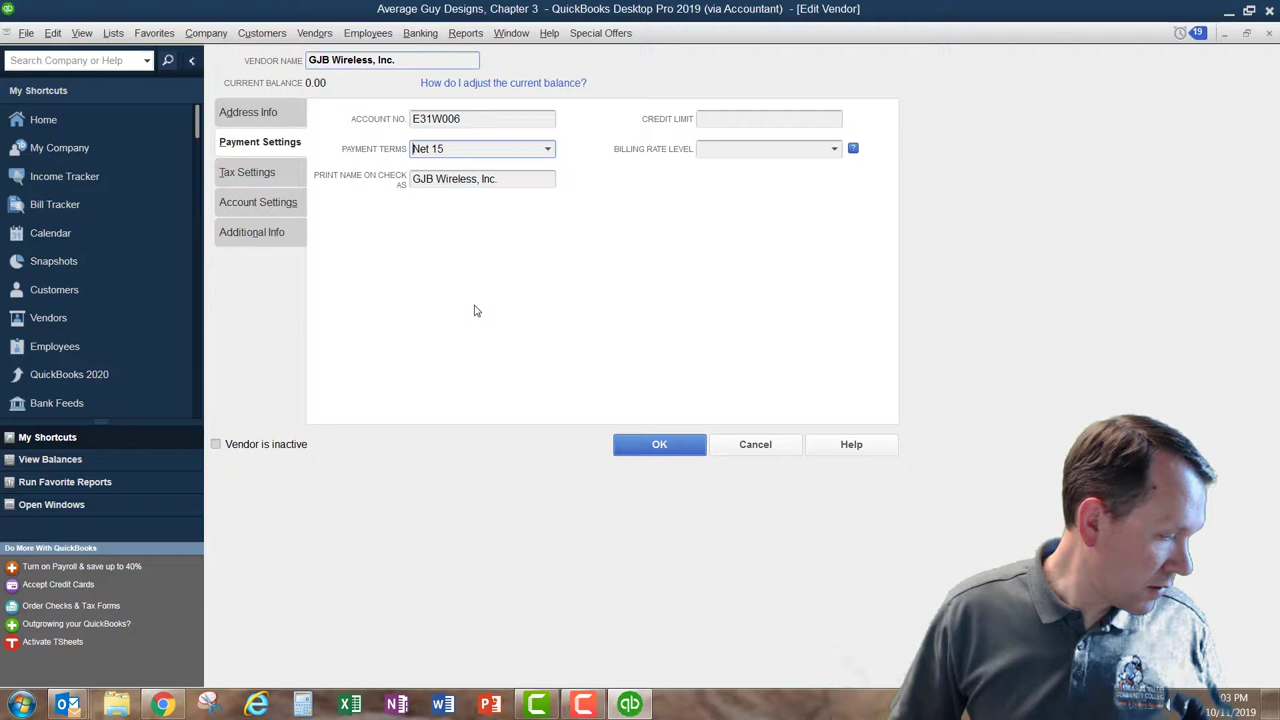 Average Guy Designs, Chapter 3 - QuickBooks Desktop Pro 2019 (via Accountant) - [Edit Vendor]
File Edit View Lists Favorites Company Customers Vendors Employees Banking Reports Window Help Special Offers 19
Search Company or Help
My Shortcuts
Home
My Company
Income Tracker
Bill Tracker
Calendar
Snapshots
Customers
Vendors
Employees
QuickBooks 2020
Bank Feeds
My Shortcuts
View Balances
Run Favorite Reports
Open Windows
Do More With QuickBooks
Turn on Payroll & save up to 40%
Accept Credit Cards
Order Checks & Tax Forms
Outgrowing your QuickBooks?
Activate TSheets
VENDOR NAME GJB Wireless, Inc.
CURRENT BALANCE 0.00 How do I adjust the current balance?
Address Info
Payment Settings
Tax Settings
Account Settings
Additional Info
ACCOUNT NO. E31W006 CREDIT LIMIT
PAYMENT TERMS Net 15 BILLING RATE LEVEL ?
PRINT NAME ON CHECK AS GJB Wireless, Inc.
Vendor is inactive OK Cancel Help
03 PM
10/11/2019